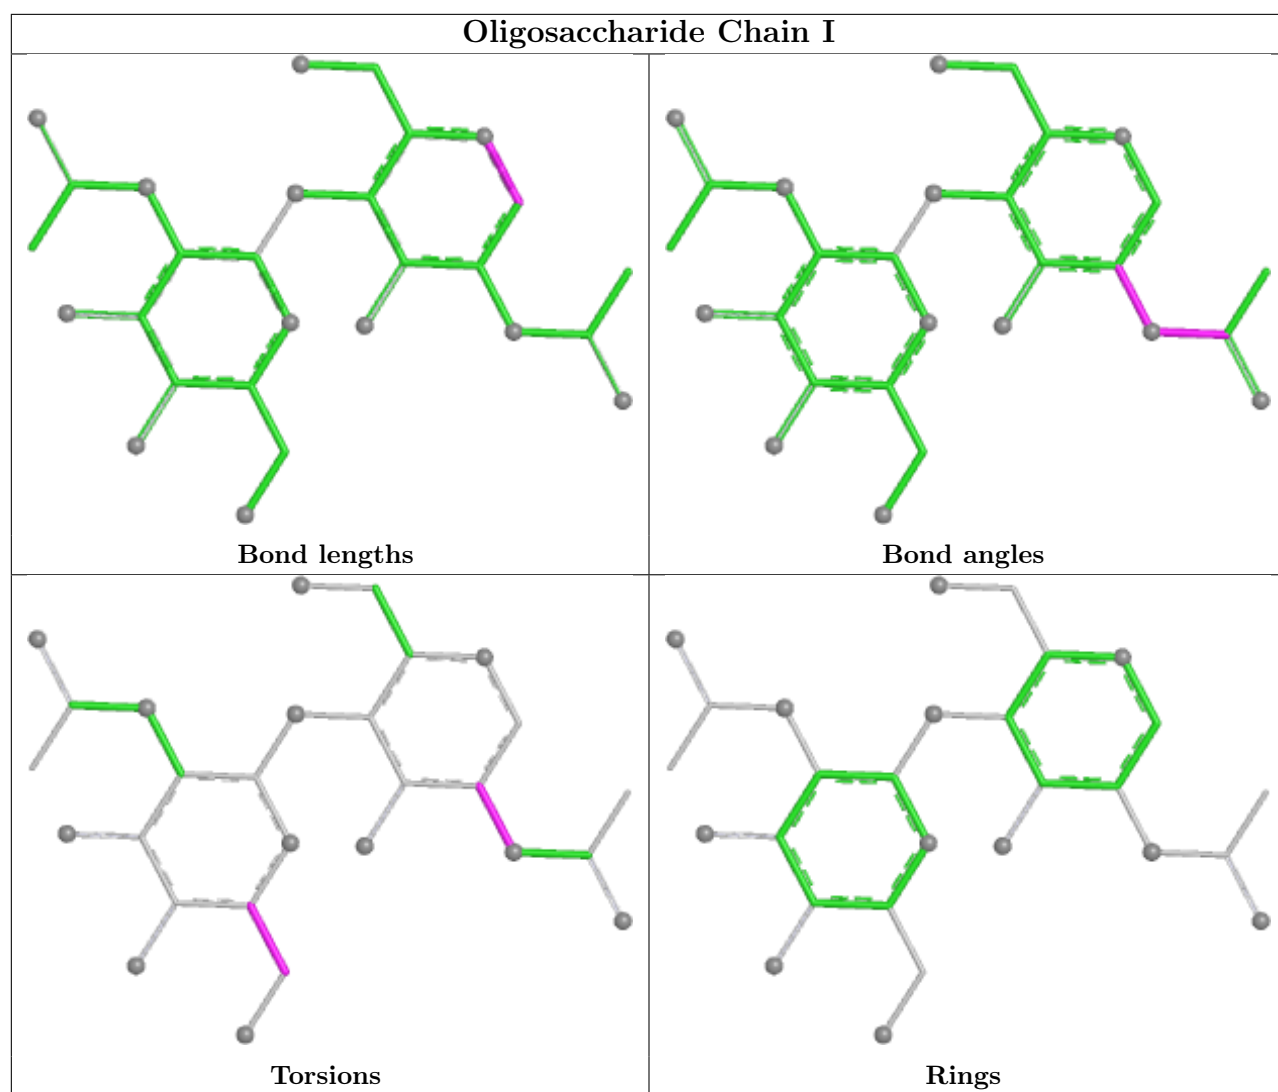 Oligosaccharide Chain I
Bond lengths
Bond angles
Torsions
Rings